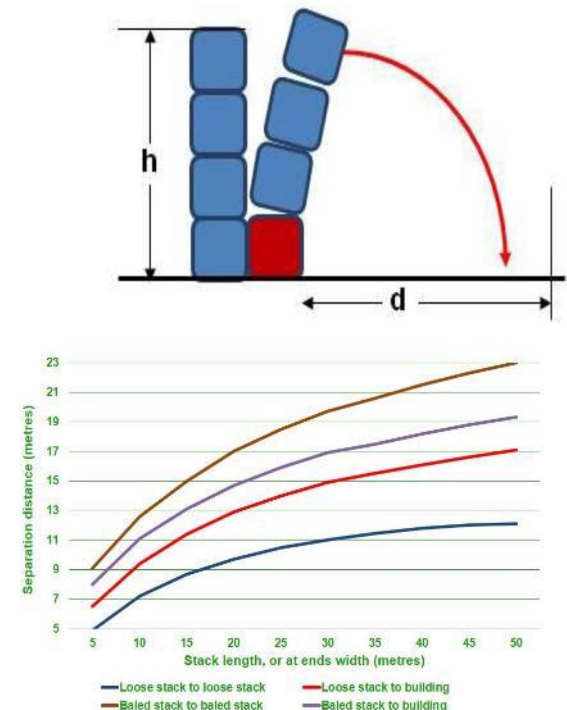 h
d
23
21
19
17
15
13
11
9
7
5
Separation distance (metres)
5 10 15 20 25 30 35 40 45 50
Stack length, or at ends width (metres)
Loose stack to loose stack Loose stack to building
Baled stack to baled stack Baled stack to building